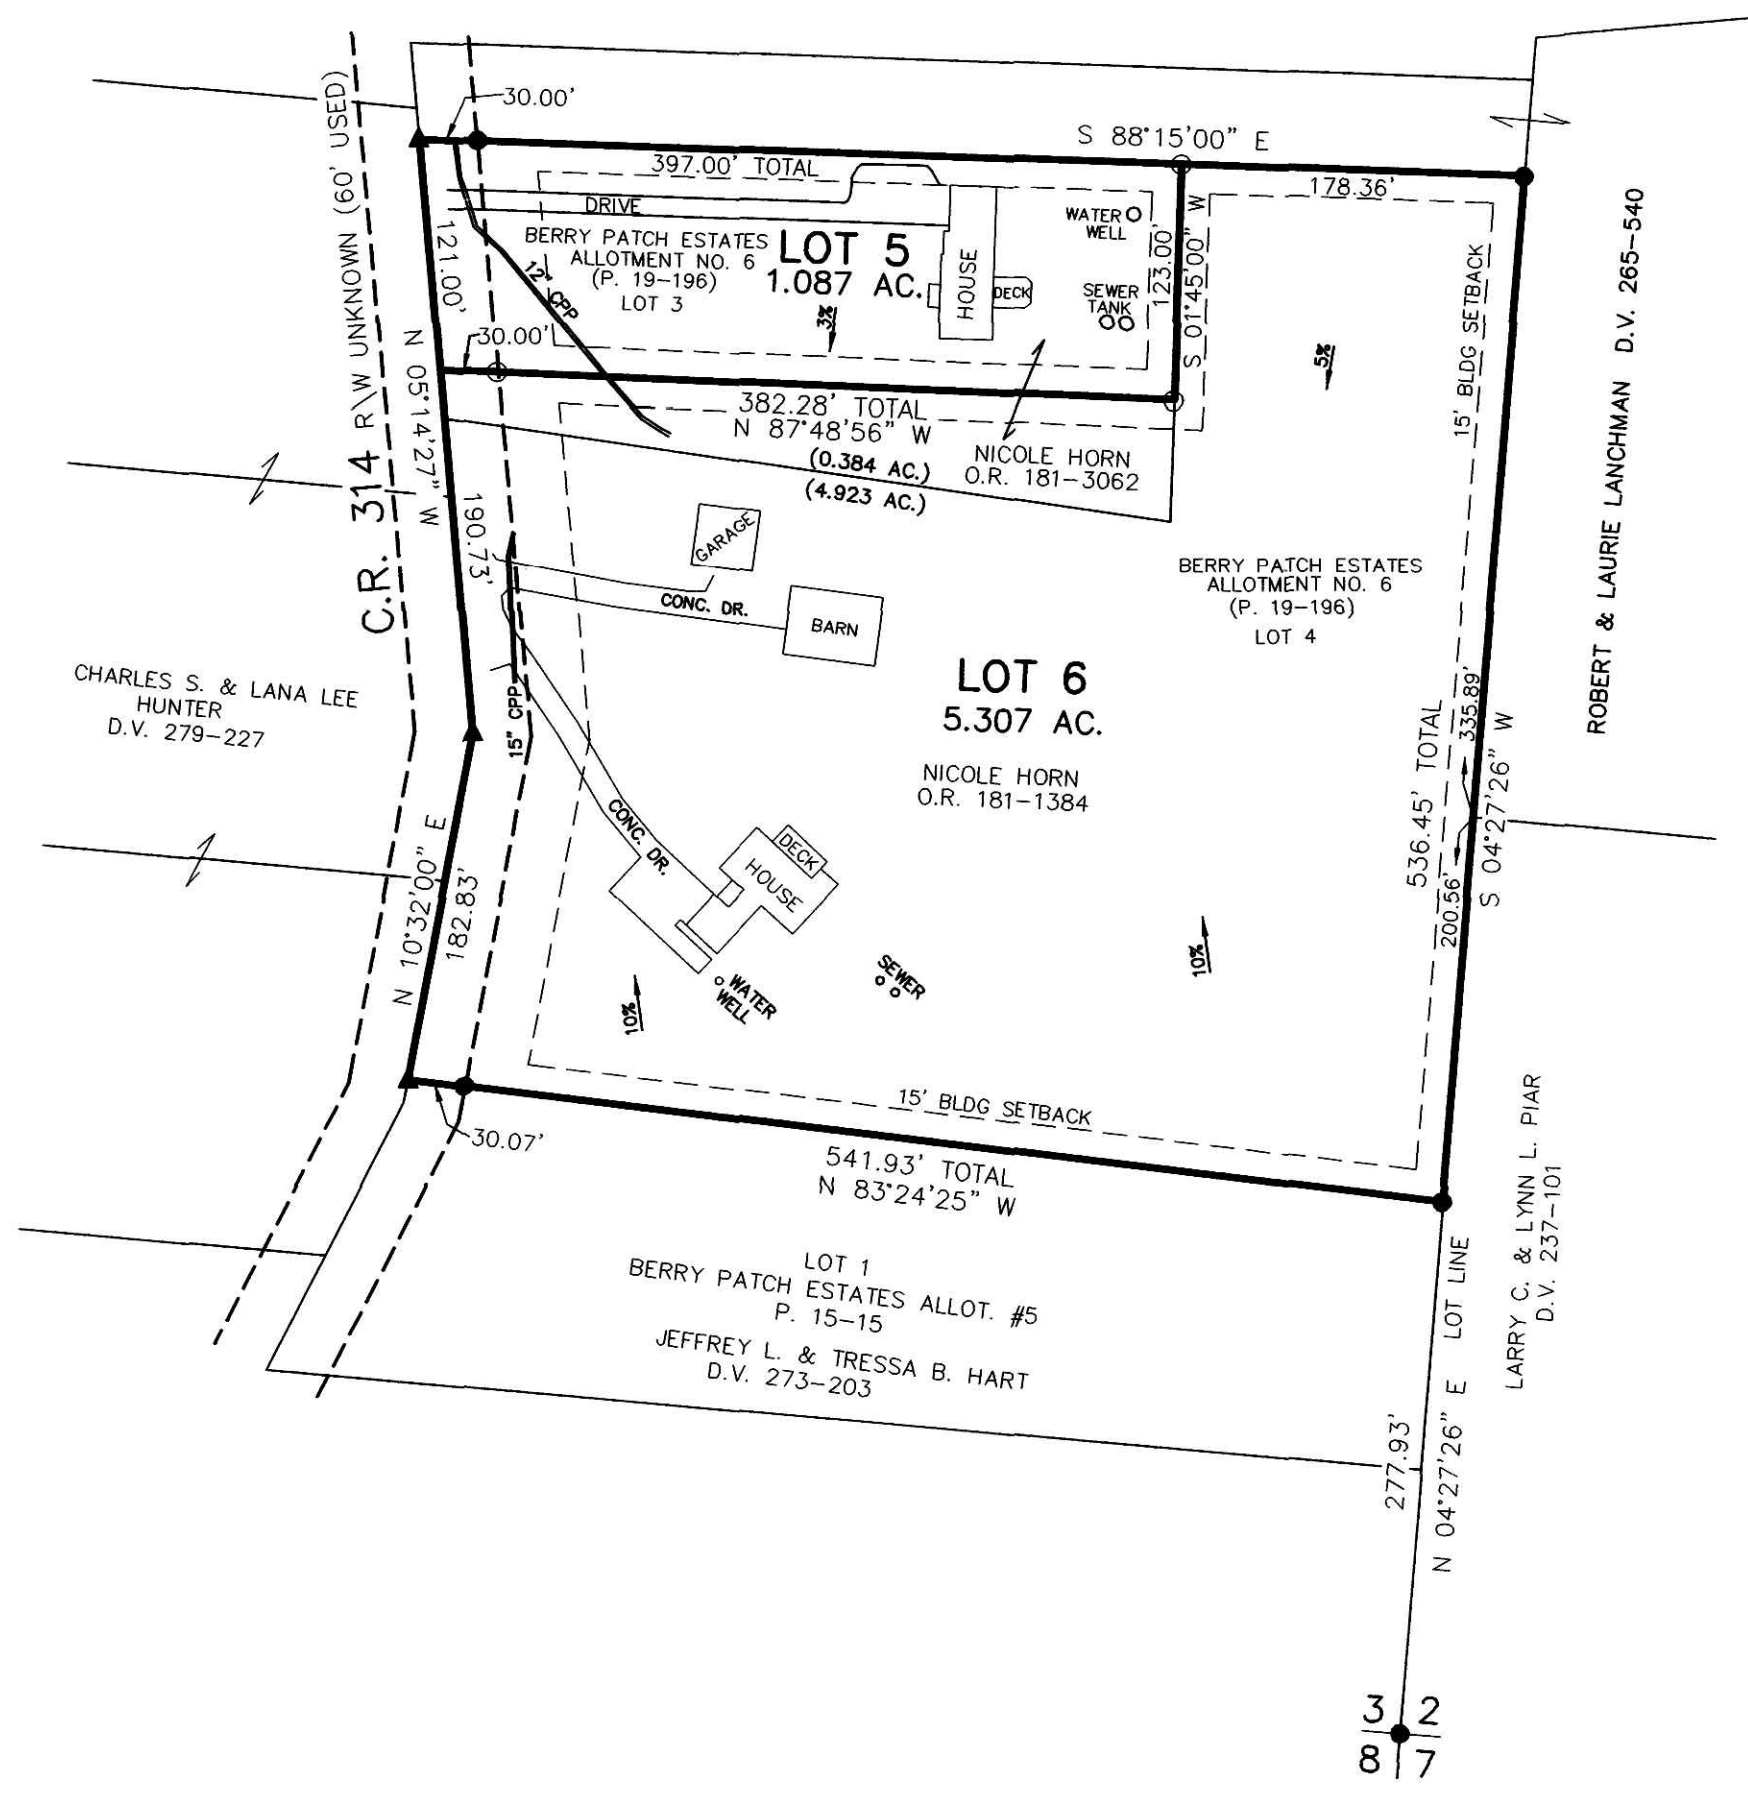 30.00'
S 88°15'00" E
397.00' TOTAL
178.36'
C.R. 314 R\W UNKNOWN (60' USED)
DRIVE
WATER
WELL
BERRY PATCH ESTATES
ALLOTMENT NO. 6
(P. 19-196)
LOT 3
LOT 5
1.087 AC.
HOUSE
DECK
SEWER
TANK
123.00'
S 01°45'00" W
121.00'
12" CPP
3%
5%
15' BLDG SETBACK
ROBERT & LAURIE LANCHMAN D.V. 265-540
30.00'
N 05°14'27" W
382.28' TOTAL
N 87°48'56" W
(0.384 AC.)
(4.923 AC.)
NICOLE HORN
O.R. 181-3062
190.73'
GARAGE
CONC. DR.
BARN
BERRY PATCH ESTATES
ALLOTMENT NO. 6
(P. 19-196)
LOT 4
LOT 6
5.307 AC.
CHARLES S. & LANA LEE
HUNTER
D.V. 279-227
15" CPP
536.45' TOTAL
335.89'
S 04°27'26" W
NICOLE HORN
O.R. 181-1384
CONC. DR.
DECK
HOUSE
N 10°32'00" E
182.83'
200.56'
SEWER
WATER
WELL
10%
10%
15' BLDG SETBACK
30.07'
541.93' TOTAL
N 83°24'25" W
LARRY C. & LYNN L. PIAR
D.V. 237-101
LOT 1
BERRY PATCH ESTATES ALLOT. #5
P. 15-15
JEFFREY L. & TRESSA B. HART
D.V. 273-203
277.93'
N 04°27'26" E LOT LINE
3 2
8 7